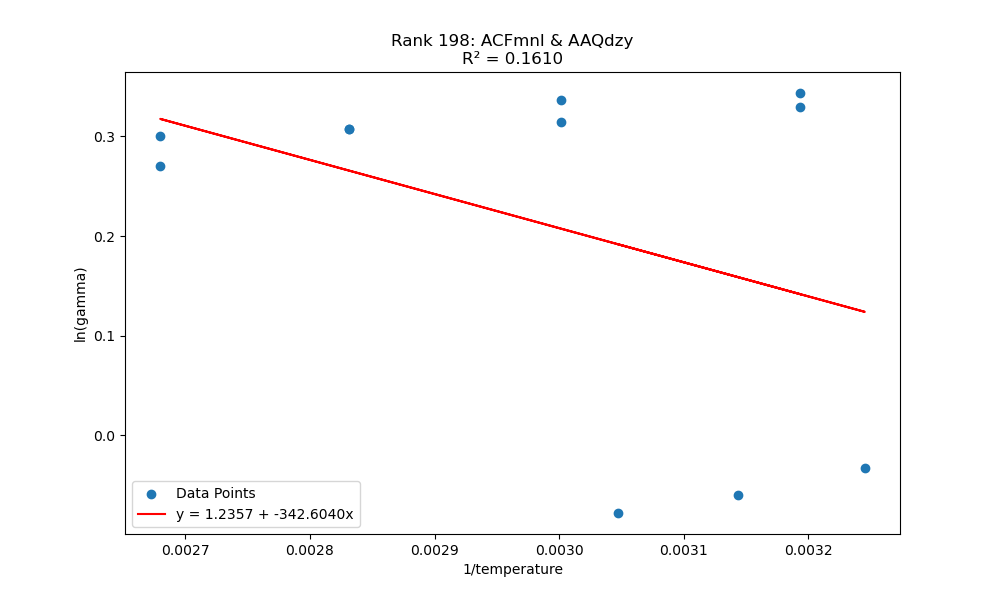 Rank 198: ACFmnl & AAQdzy
R² = 0.1610
ln(gamma)
0.3
0.2
0.1
0.0
Data Points
y = 1.2357 + -342.6040x
0.0027
0.0028
0.0029
0.0030
0.0031
0.0032
1/temperature